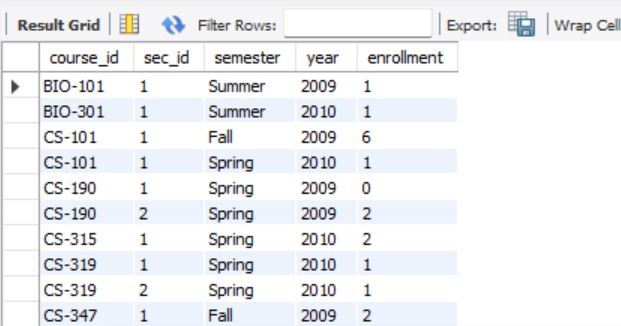 Result Grid Filter Rows: Export: Wrap Cell
course_id sec_id semester year enrollment
BIO-101 1 Summer 2009 1
BIO-301 1 Summer 2010 1
CS-101 1 Fall 2009 6
CS-101 1 Spring 2010 1
CS-190 1 Spring 2009 0
CS-190 2 Spring 2009 2
CS-315 1 Spring 2010 2
CS-319 1 Spring 2010 1
CS-319 2 Spring 2010 1
CS-347 1 Fall 2009 2